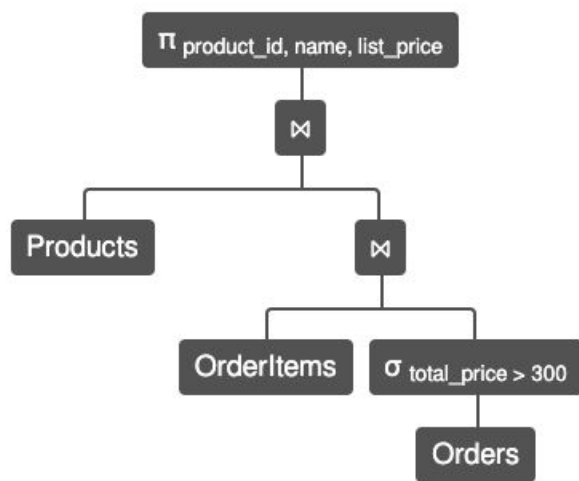 π product_id, name, list_price
⋈
Products
⋈
OrderItems
σ total_price > 300
Orders